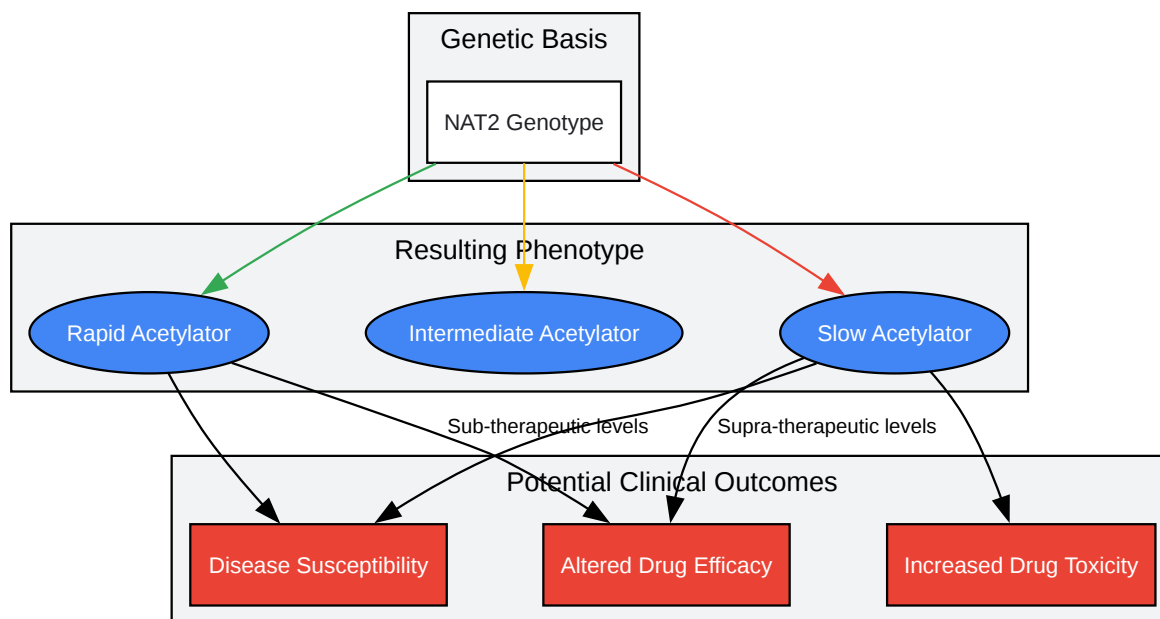 Genetic Basis
NAT2 Genotype
Resulting Phenotype
Rapid Acetylator
Intermediate Acetylator
Slow Acetylator
Sub-therapeutic levels
Supra-therapeutic levels
Potential Clinical Outcomes
Disease Susceptibility
Altered Drug Efficacy
Increased Drug Toxicity